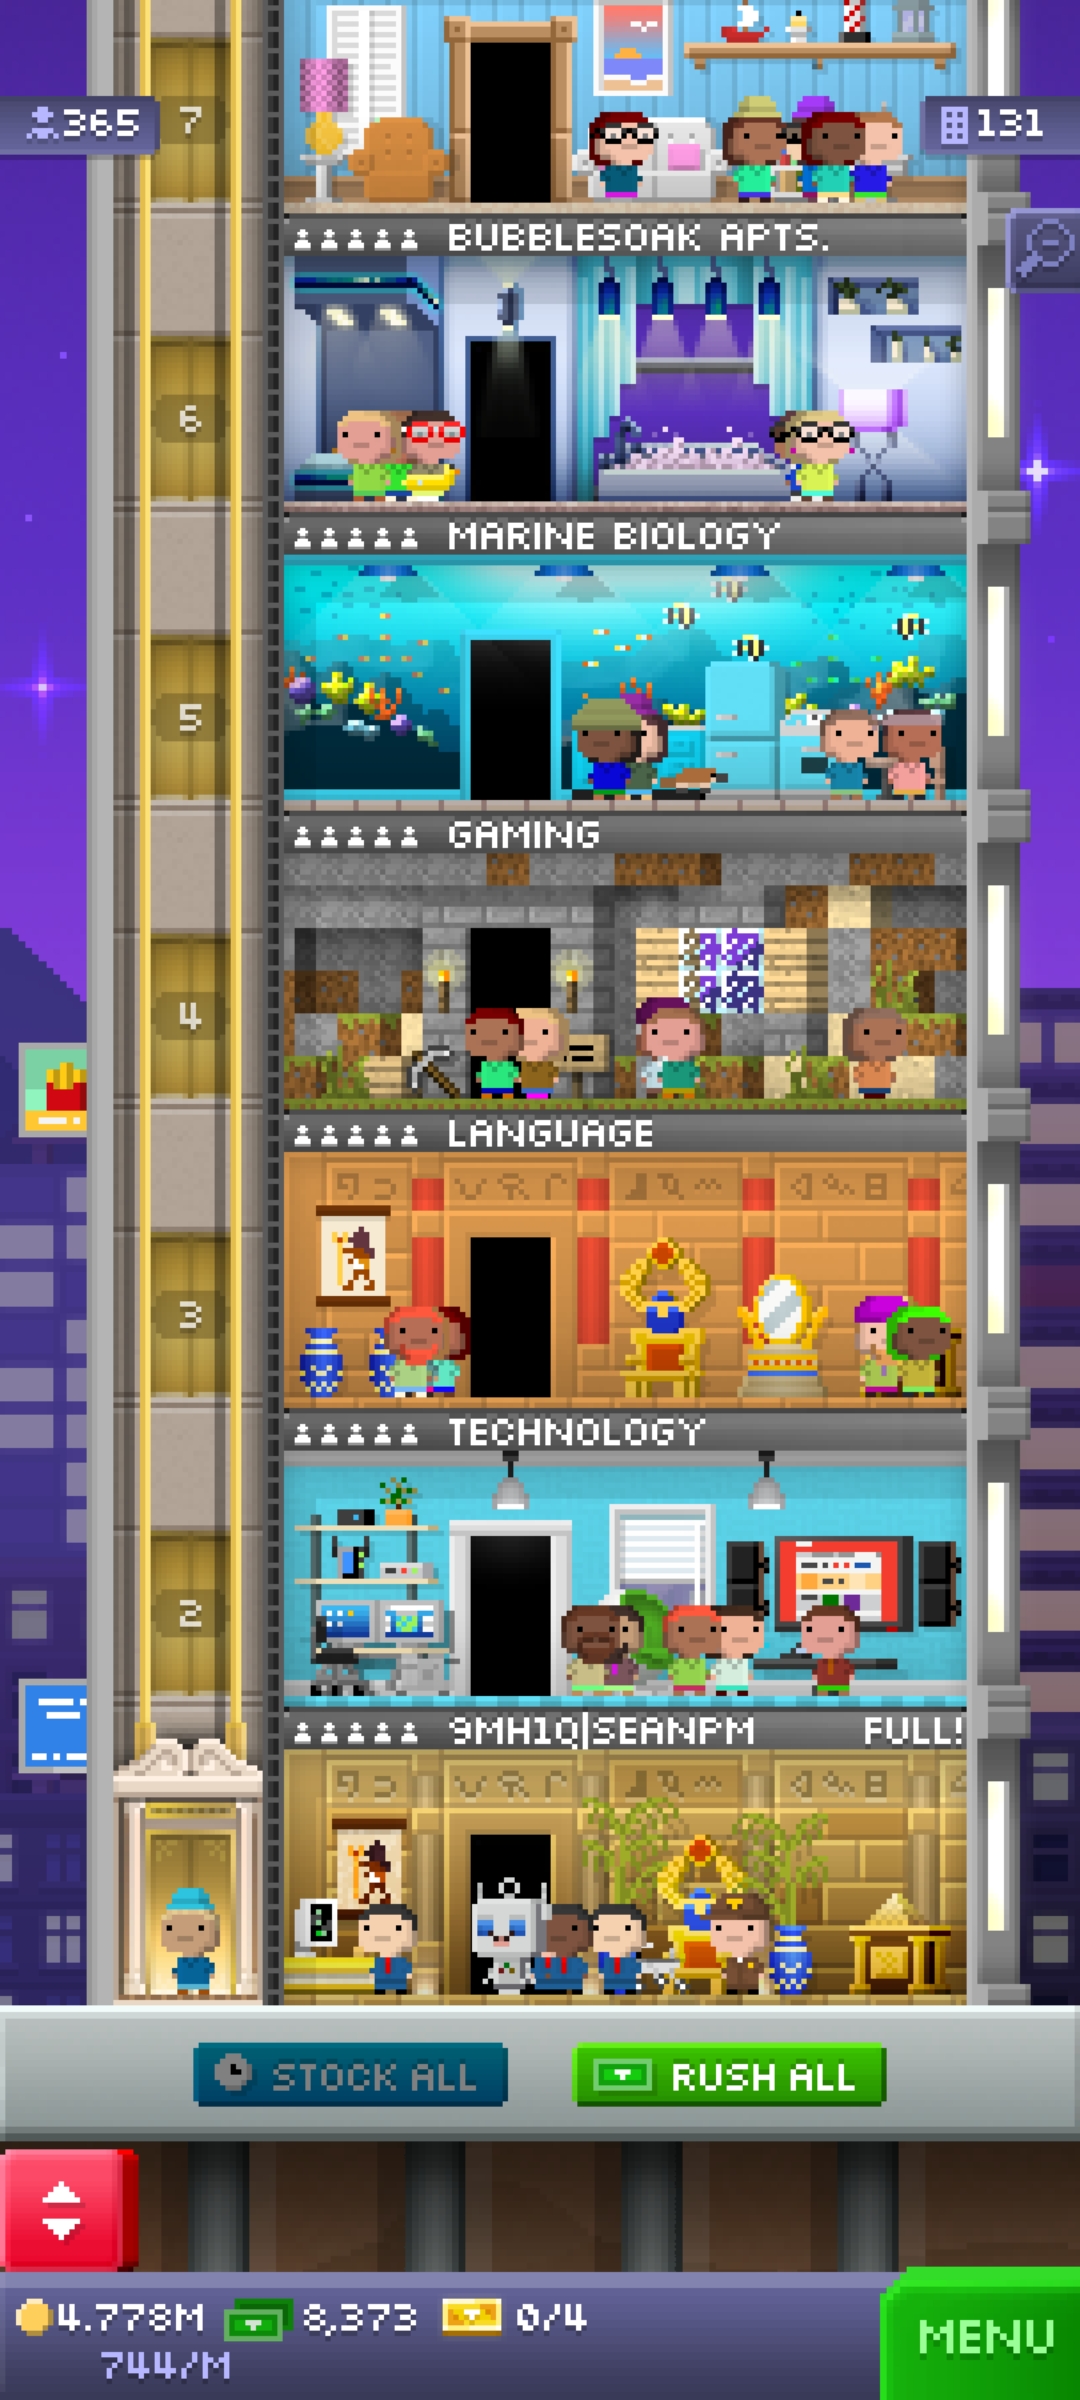 365
7
131
BUBBLESOAK APTS.
6
MARINE BIOLOGY
5
GAMING
4
LANGUAGE
3
TECHNOLOGY
2
9MH1Q|SEANPM FULL!
STOCK ALL
RUSH ALL
4.778M 8,373 0/4
744/M
MENU